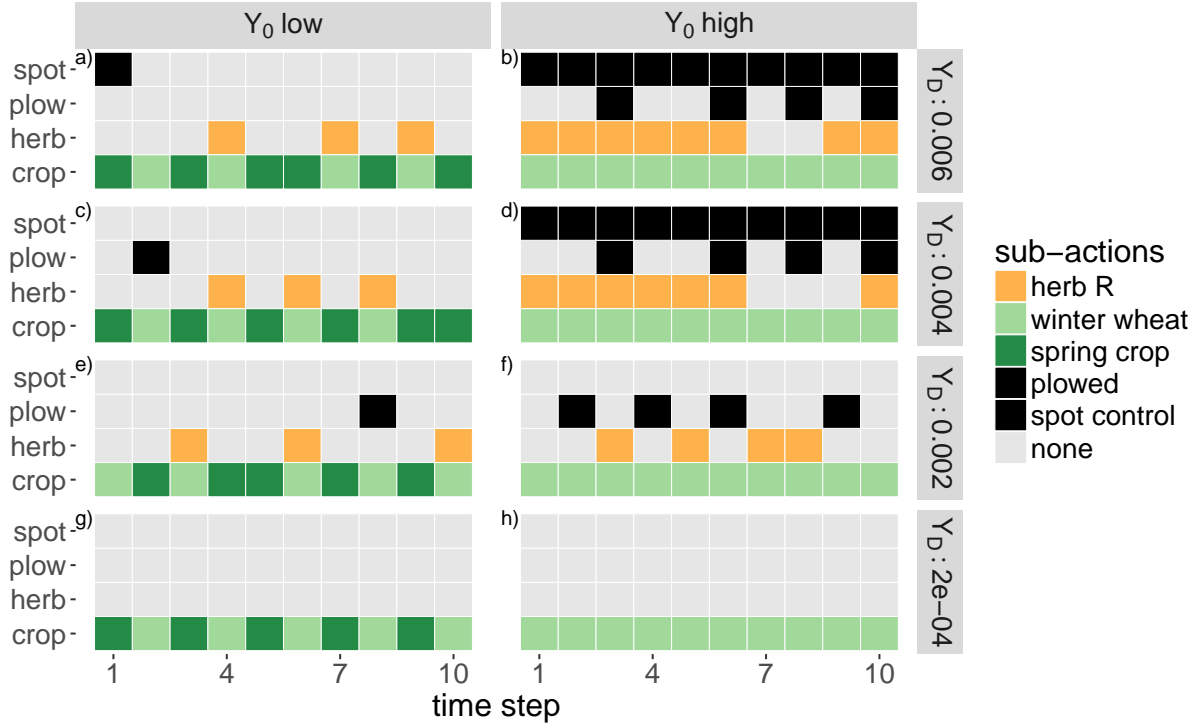 Y0 low
Y0 high
a)
b)
spot
plow
herb
crop
YD : 0.006
c)
d)
spot
plow
herb
crop
YD : 0.004
e)
f)
spot
plow
herb
crop
YD : 0.002
g)
h)
spot
plow
herb
crop
YD : 2e−04
1 4 7 10
1 4 7 10
time step
sub−actions
herb R
winter wheat
spring crop
plowed
spot control
none